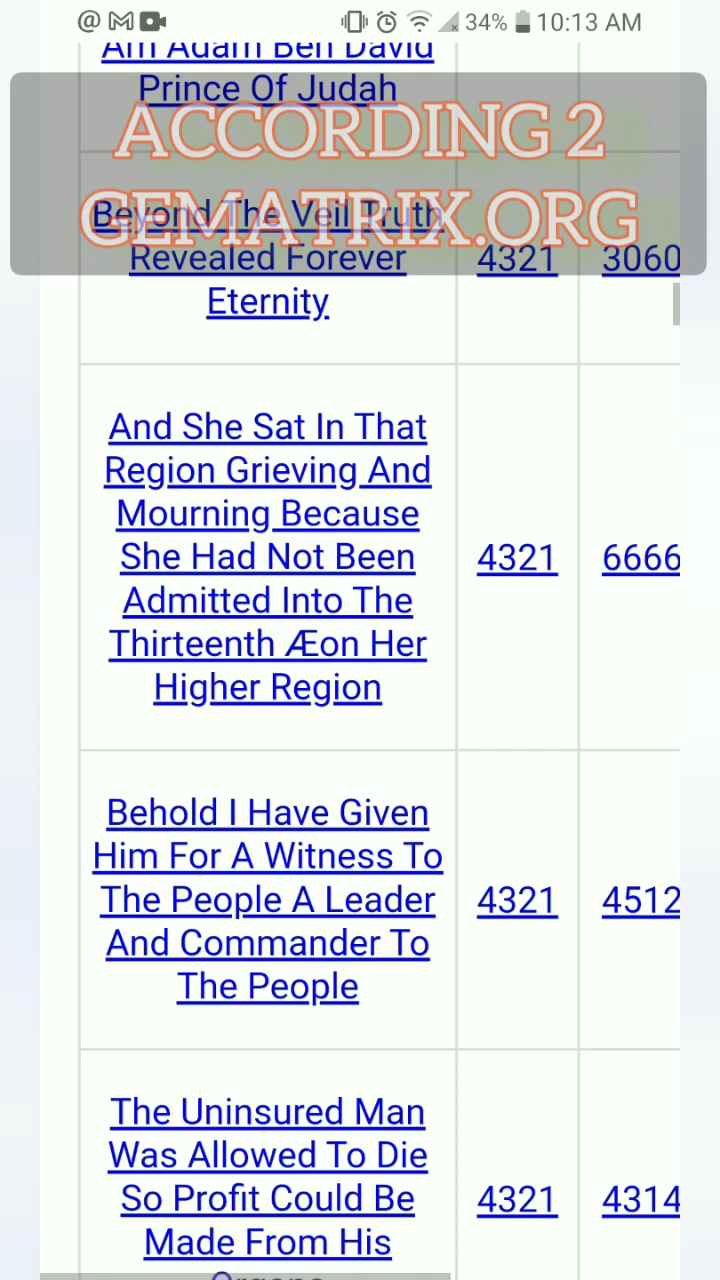 @ 34% 10:13 AM
Am Adam Ben David
Prince Of Judah
ACCORDING 2
GEMATRIX.ORG
Beyond The Veil Truth
Revealed Forever
Eternity
4321
3060
And She Sat In That
Region Grieving And
Mourning Because
She Had Not Been
Admitted Into The
Thirteenth Æon Her
Higher Region
4321
6666
Behold I Have Given
Him For A Witness To
The People A Leader
And Commander To
The People
4321
4512
The Uninsured Man
Was Allowed To Die
So Profit Could Be
Made From His
Organs
4321
4314